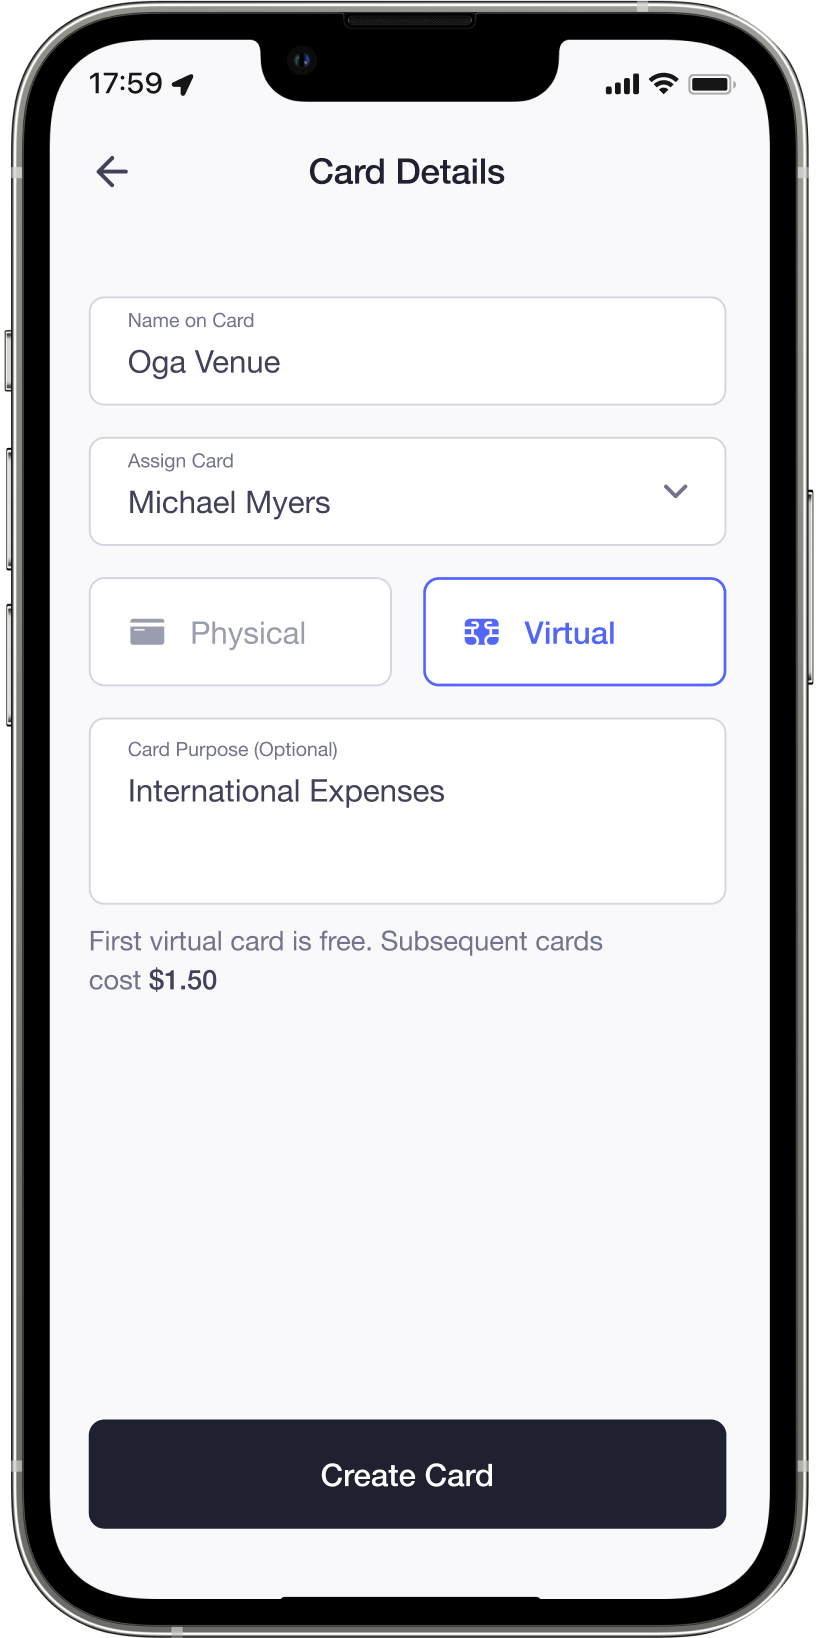 17:59
Card Details
Name on Card
Oga Venue
Assign Card
Michael Myers
Physical
Virtual
Card Purpose (Optional)
International Expenses
First virtual card is free. Subsequent cards
cost $1.50
Create Card